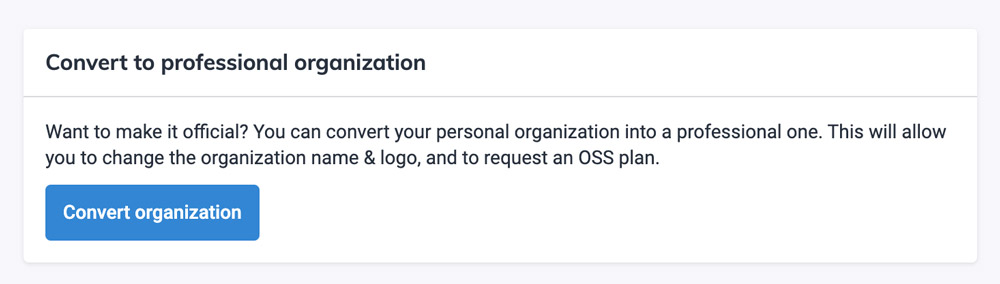 Convert to professional organization
Want to make it official? You can convert your personal organization into a professional one. This will allow
you to change the organization name & logo, and to request an OSS plan.
Convert organization